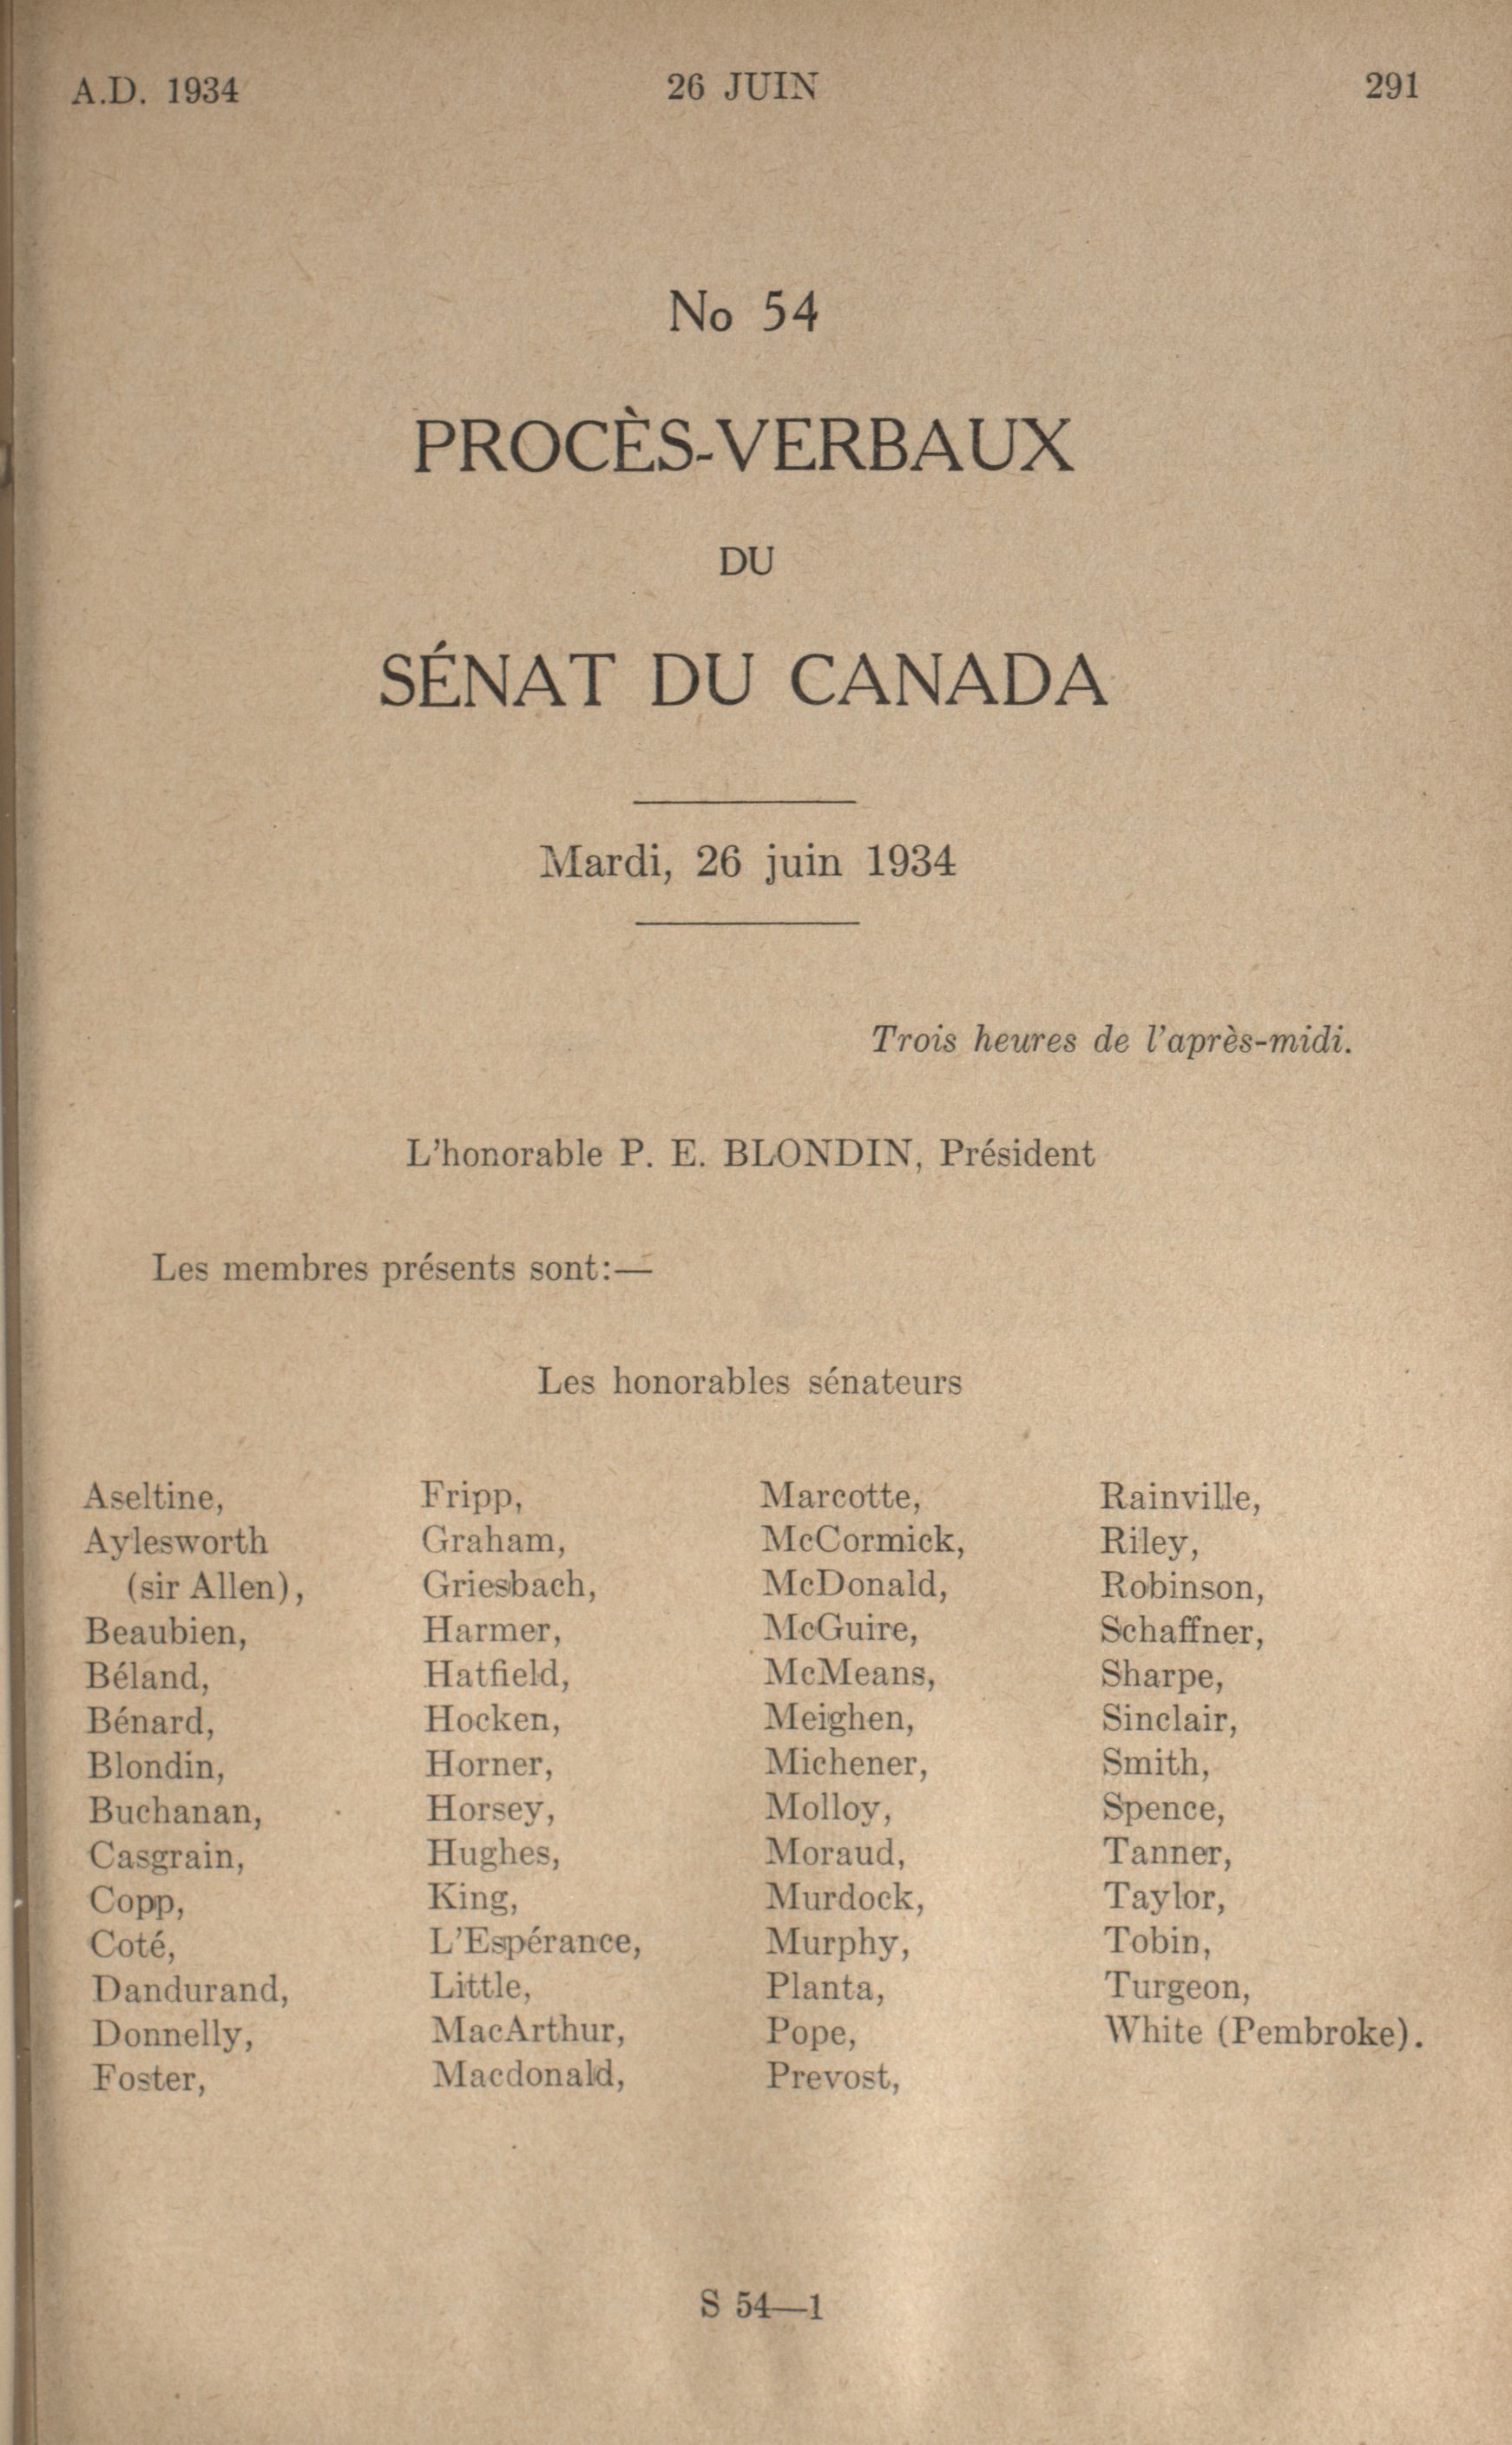 A.D. 1934 26 JUIN 291
No 54
PROCÈS-VERBAUX
DU
SÉNAT DU CANADA
Mardi, 26 juin 1934
Trois heures de l'après-midi.
L'honorable P. E. BLONDIN, Président
Les membres présents sont:—
Les honorables sénateurs
Aseltine,
Aylesworth
(sir Allen),
Beaubien,
Béland,
Bénard,
Blondin,
Buchanan,
Casgrain,
Copp,
Coté,
Dandurand,
Donnelly,
Foster,
Fripp,
Graham,
Griesbach,
Harmer,
Hatfield,
Hocken,
Horner,
Horsey,
Hughes,
King,
L'Espérance,
Little,
MacArthur,
Macdonald,
Marcotte,
McCormick,
McDonald,
McGuire,
McMeans,
Meighen,
Michener,
Molloy,
Moraud,
Murdock,
Murphy,
Planta,
Pope,
Prevost,
Rainville,
Riley,
Robinson,
Schaffner,
Sharpe,
Sinclair,
Smith,
Spence,
Tanner,
Taylor,
Tobin,
Turgeon,
White (Pembroke).
S 54—1